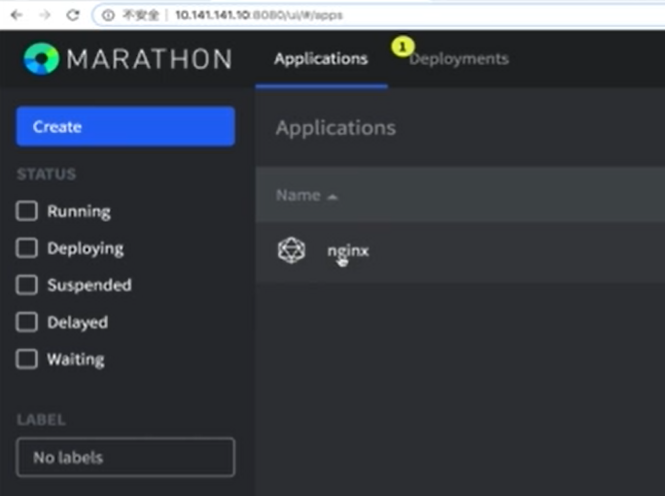 不安全 | 10.141.141.10:8080/ui/#/apps
MARATHON
Applications
1
Deployments
Create
Applications
STATUS
Name
Running
nginx
Deploying
Suspended
Delayed
Waiting
LABEL
No labels